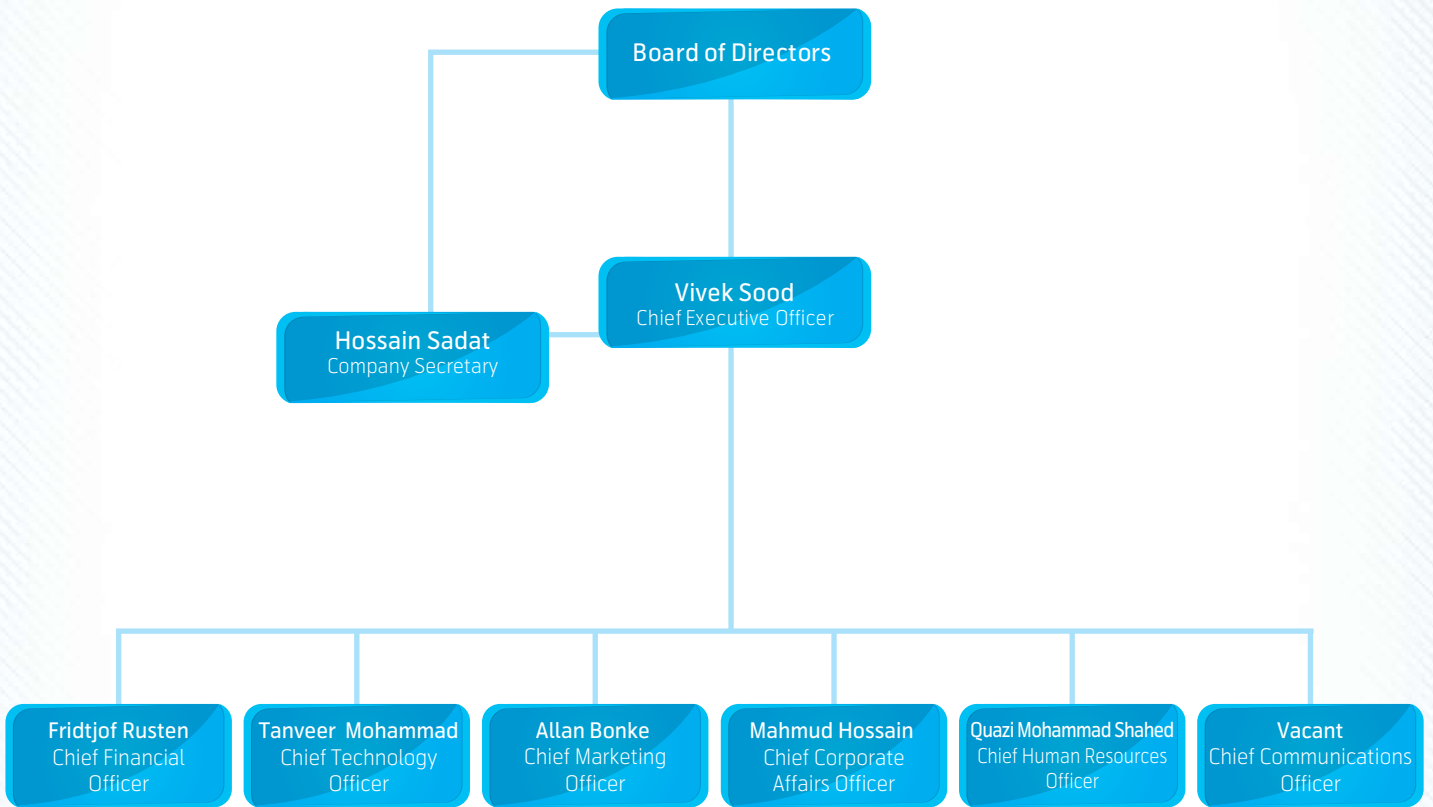 Board of Directors
Vivek Sood
Chief Executive Officer
Hossain Sadat
Company Secretary
Fridtjof Rusten
Chief Financial
Officer
Tanveer Mohammad
Chief Technology
Officer
Allan Bonke
Chief Marketing
Officer
Mahmud Hossain
Chief Corporate
Affairs Officer
Quazi Mohammad Shahed
Chief Human Resources
Officer
Vacant
Chief Communications
Officer